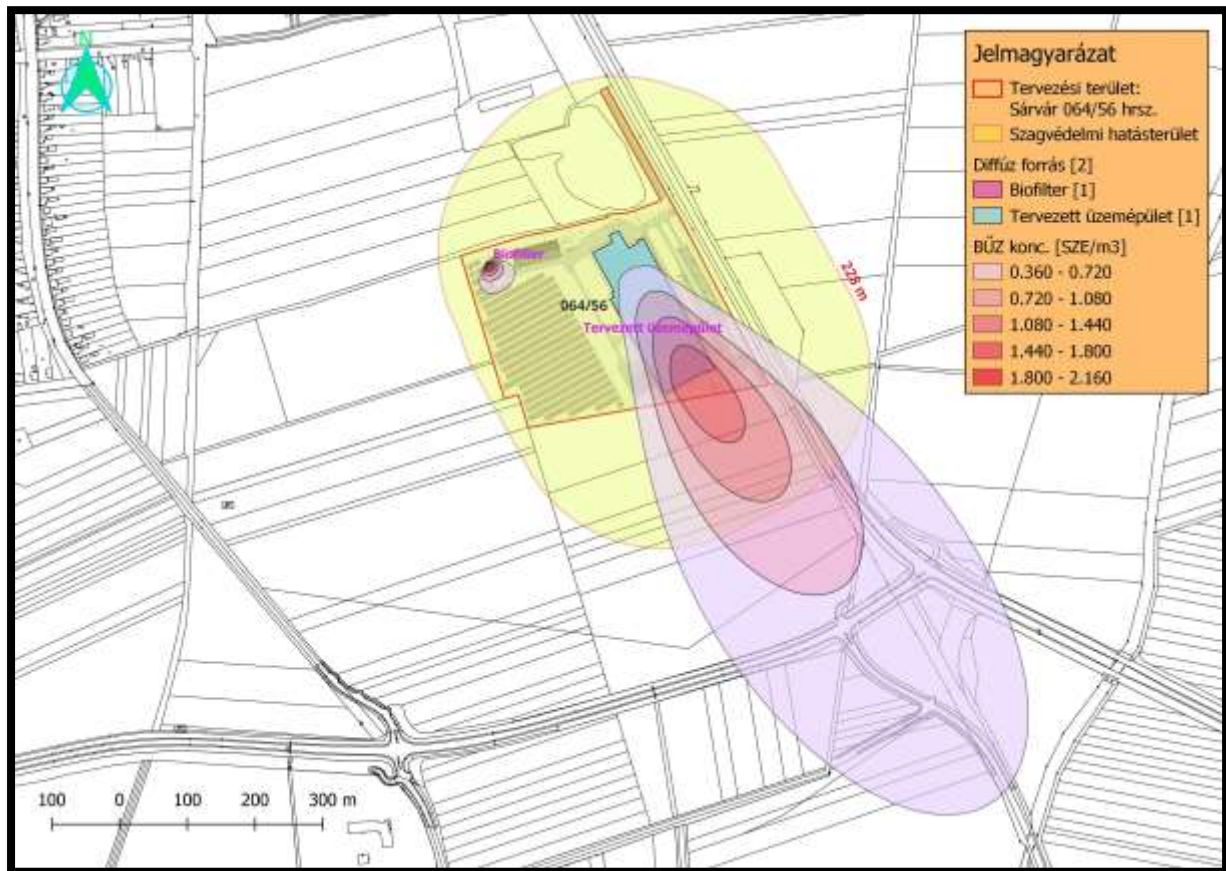 N
Jelmagyarázat
Tervezési terület:
Sárvár 064/56 hrsz.
Szagvédelmi hatásterület
Diffúz forrás [2]
Biofilter [1]
Tervezett üzemépület [1]
BŰZ konc. [SZE/m3]
0.360 - 0.720
0.720 - 1.080
1.080 - 1.440
1.440 - 1.800
1.800 - 2.160
Biofilter
228 m
064/56
Tervezett üzemépület
100 0 100 200 300 m